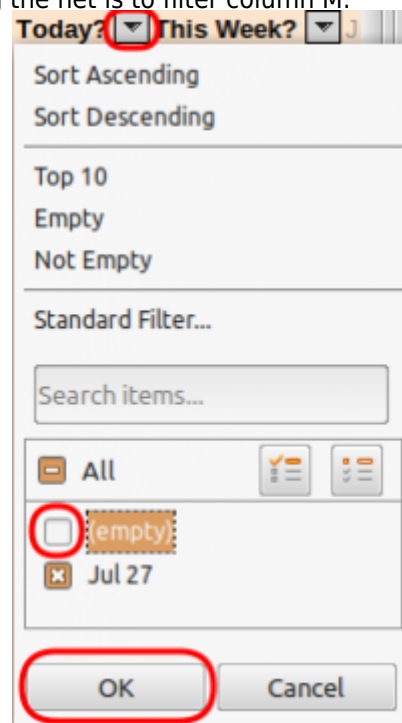 the net is to filter column M.
Today? This Week? J
Sort Ascending
Sort Descending
Top 10
Empty
Not Empty
Standard Filter...
Search items...
All
(empty)
Jul 27
OK Cancel